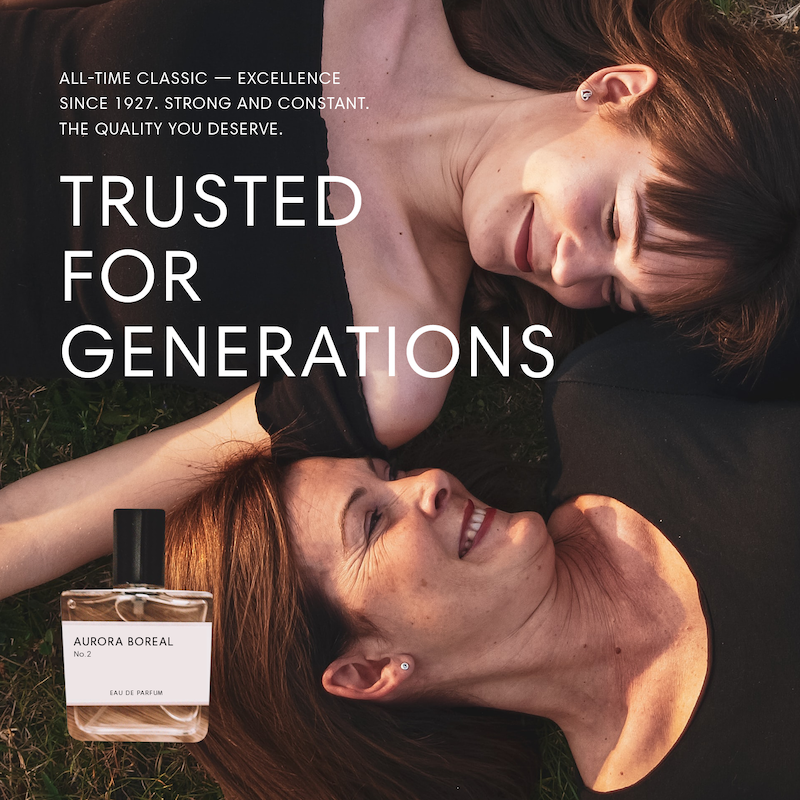 ALL-TIME CLASSIC — EXCELLENCE
SINCE 1927. STRONG AND CONSTANT.
THE QUALITY YOU DESERVE.
TRUSTED
FOR
GENERATIONS
AURORA BOREAL
No.2
EAU DE PARFUM